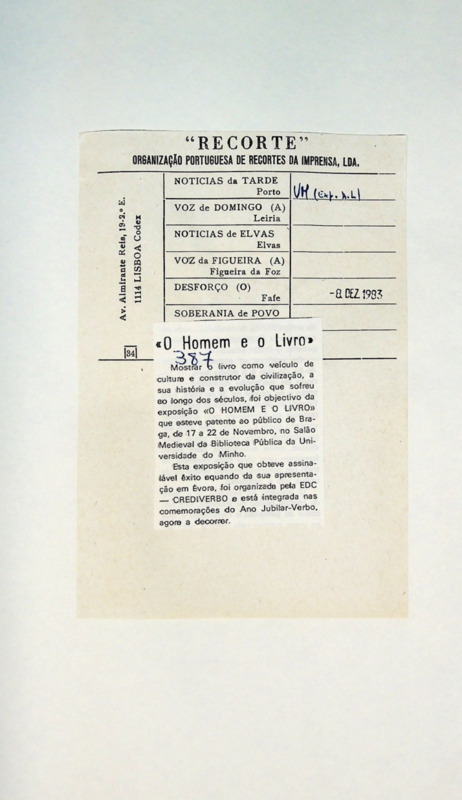 “RECORTE”
ORGANIZAÇÃO PORTUGUESA DE RECORTES DA IMPRENSA, LDA.
Av. Almirante Reis, 19-2.º E.
1114 LISBOA Codex
34
NOTICIAS da TARDE
Porto
VOZ de DOMINGO (A)
Leiria
NOTICIAS de ELVAS
Elvas
VOZ da FIGUEIRA (A)
Figueira da Foz
DESFORÇO (O)
Fafe
-8. DEZ. 1983
SOBERANIA DE POVO
«O Homem e o Livro»
387
Mostrar o livro como veículo de
cultura e construtor da civilização, a
sua história e a evolução que sofreu
ao longo dos séculos, foi objectivo da
exposição «O HOMEM E O LIVRO»
que esteve patente ao público de Bra-
ga, de 17 a 22 de Novembro, no Salão
Medieval da Biblioteca Pública da Uni-
versidade do Minho.
Esta exposição que obteve assina-
lável êxito equando da sua apresenta-
ção em Évora, foi organizada pela EDC
— CREDIVERBO e está integrada nas
comemorações do Ano Jubilar-Verbo,
agora a decorrer.